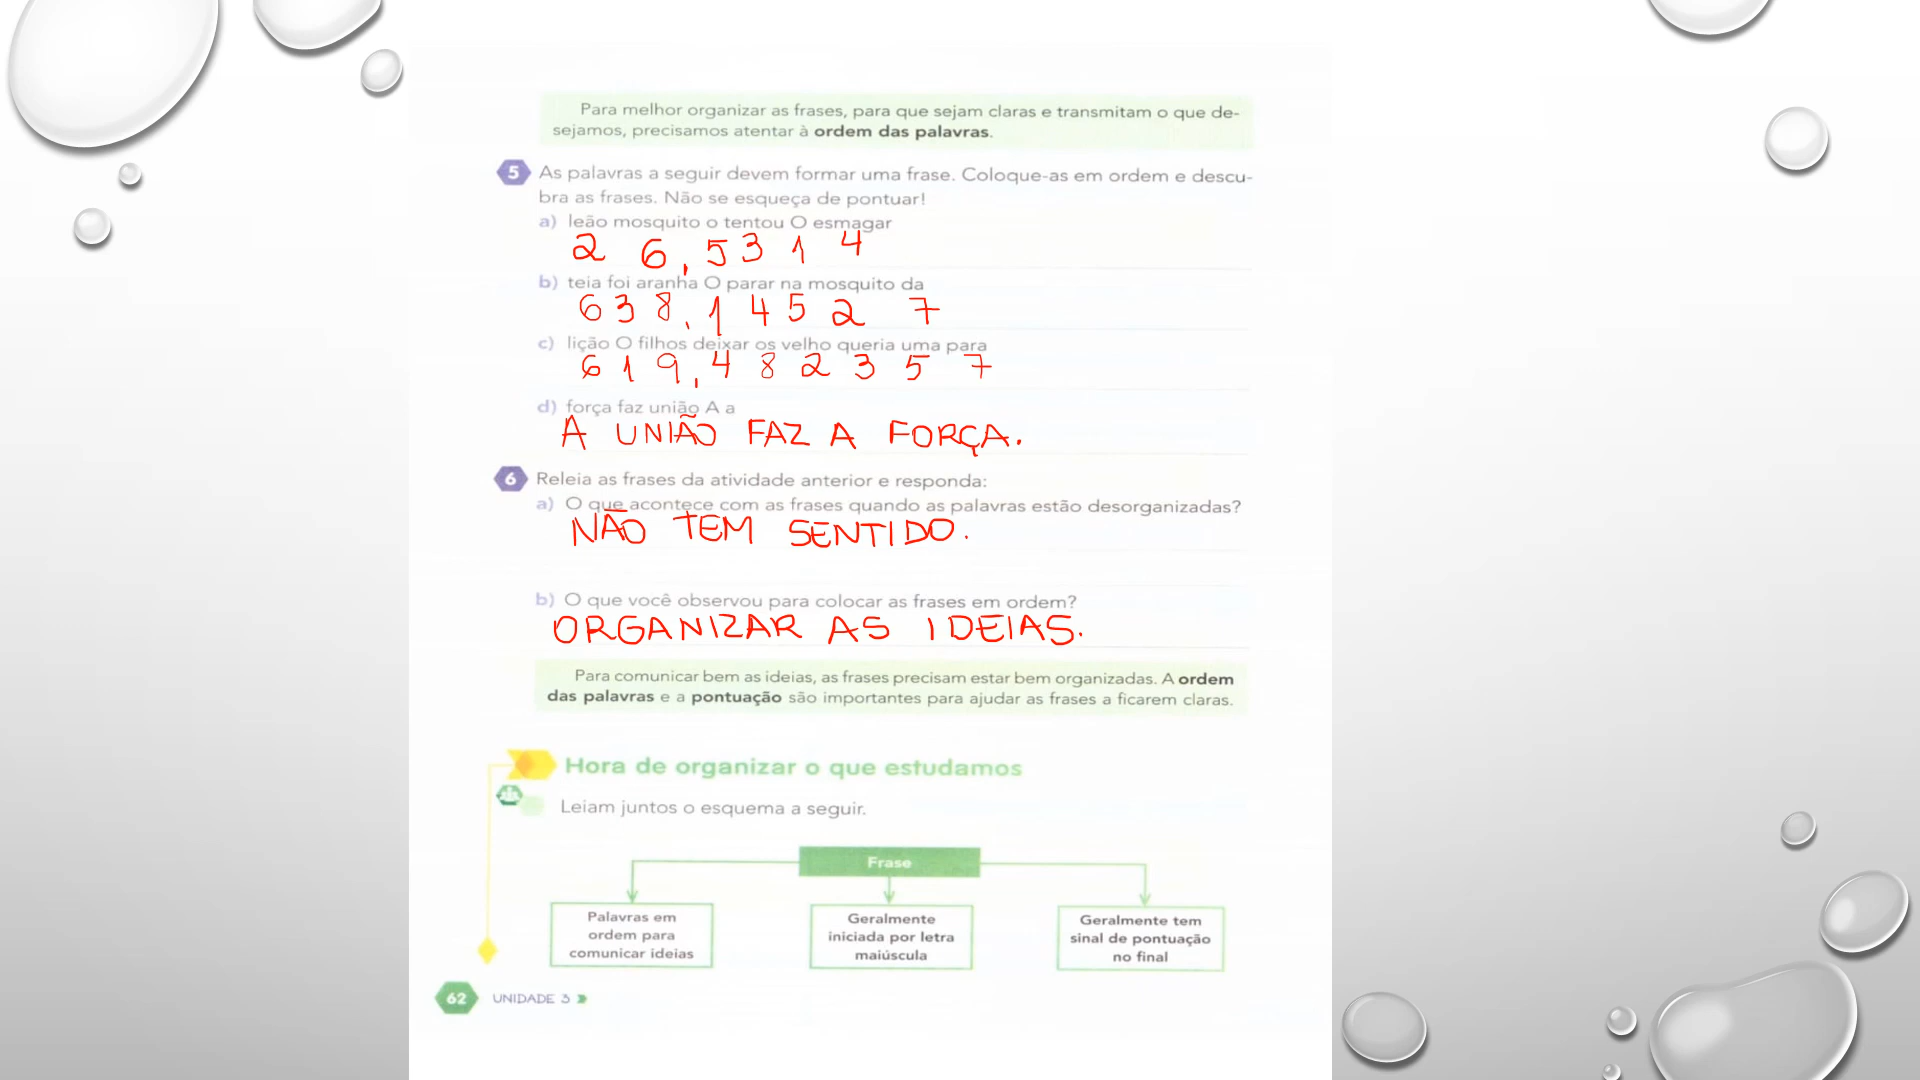 Para melhor organizar as frases, para que sejam claras e transmitam o que de-
sejamos, precisamos atentar à ordem das palavras.
5 As palavras a seguir devem formar uma frase. Coloque-as em ordem e descu-
bra as frases. Não se esqueça de pontuar!
a) leão mosquito o tentou O esmagar
2 6. 5 3 1 4
b) teia foi aranha O parar na mosquito da
6 3 8. 1 4 5 2 7
c) lição O filhos deixar os velho queria uma para
6 1 9. 4 8 2 3 5 7
d) força faz união A a
A UNIÃO FAZ A FORÇA.
6 Releia as frases da atividade anterior e responda:
a) O que acontece com as frases quando as palavras estão desorganizadas?
NÃO TEM SENTIDO.
b) O que você observou para colocar as frases em ordem?
ORGANIZAR AS IDEIAS.
Para comunicar bem as ideias, as frases precisam estar bem organizadas. A ordem
das palavras e a pontuação são importantes para ajudar as frases a ficarem claras.
Hora de organizar o que estudamos
Leiam juntos o esquema a seguir.
Frase
Palavras em
ordem para
comunicar ideias
Geralmente
iniciada por letra
maiúscula
Geralmente tem
sinal de pontuação
no final
62 UNIDADE 3